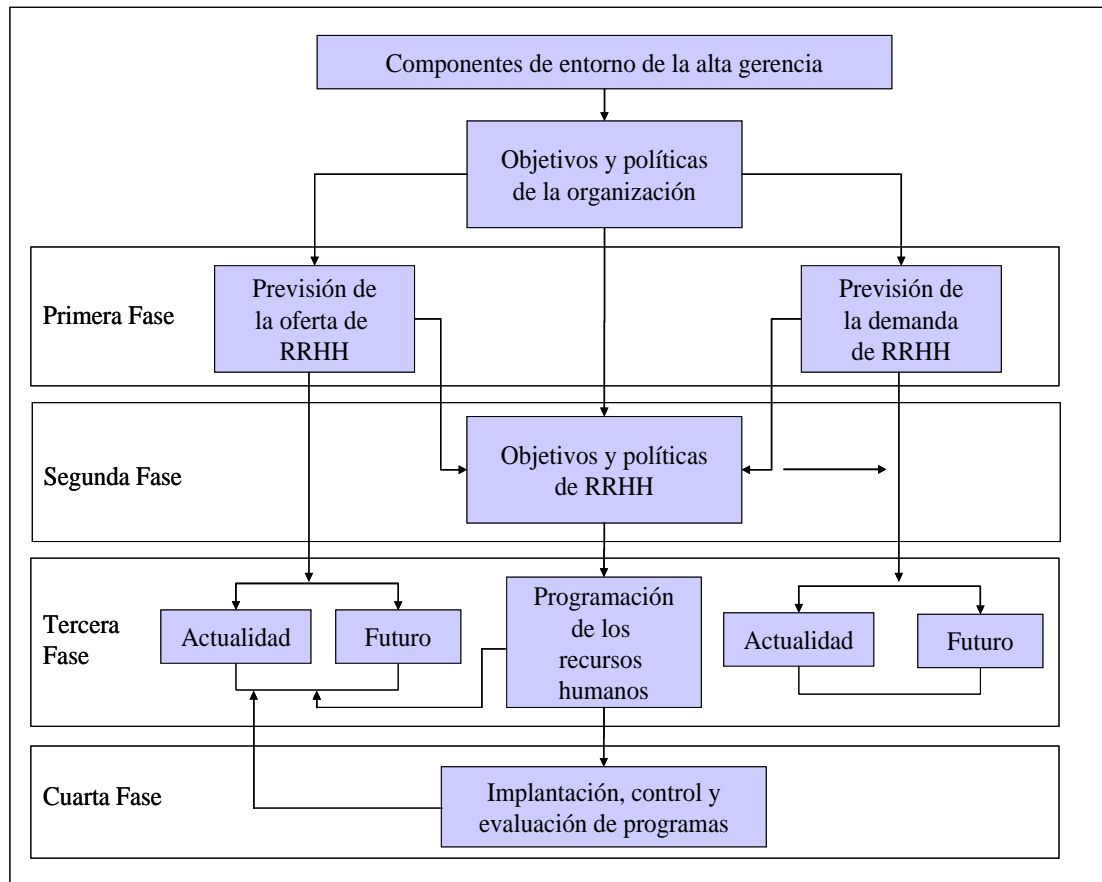 Componentes de entorno de la alta gerencia
Objetivos y políticas
de la organización
Primera Fase
Previsión de
la oferta de
RRHH
Previsión de
la demanda
de RRHH
Segunda Fase
Objetivos y políticas
de RRHH
Tercera
Fase
Actualidad
Futuro
Programación
de los
recursos
humanos
Actualidad
Futuro
Cuarta Fase
Implantación, control y
evaluación de programas